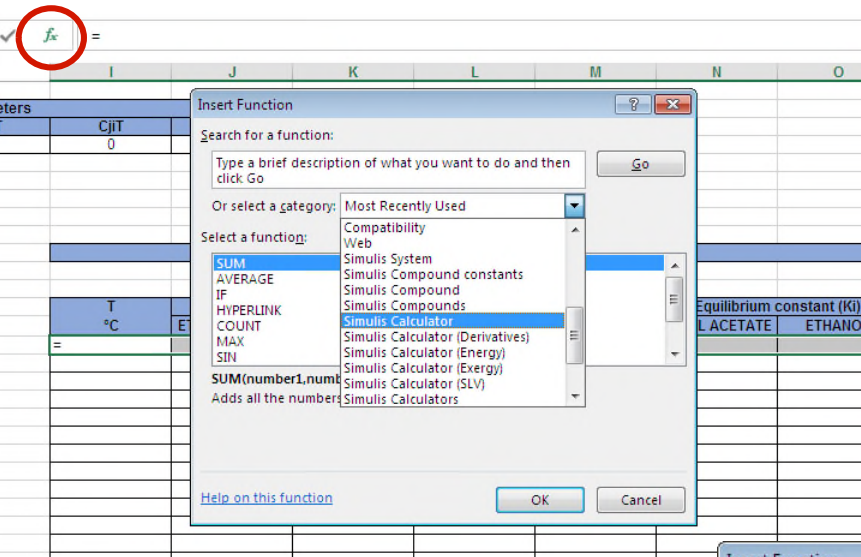 fx =
I J K L M N O
eters
T CjiT
0
Insert Function ?
Search for a function:
Type a brief description of what you want to do and then
click Go
Go
Or select a category: Most Recently Used
Select a function:
Compatibility
Web
Simulis System
Simulis Compound constants
Simulis Compound
Simulis Compounds
Simulis Calculator
Simulis Calculator (Derivatives)
Simulis Calculator (Energy)
Simulis Calculator (Exergy)
Simulis Calculator (SLV)
Simulis Calculators
SUM
AVERAGE
IF
HYPERLINK
COUNT
MAX
SIN
SUM(number1,numb
Adds all the numbers
Help on this function
OK Cancel
T
°C ET
=
Equilibrium constant (Ki)
L ACETATE ETHANO
Insert Function